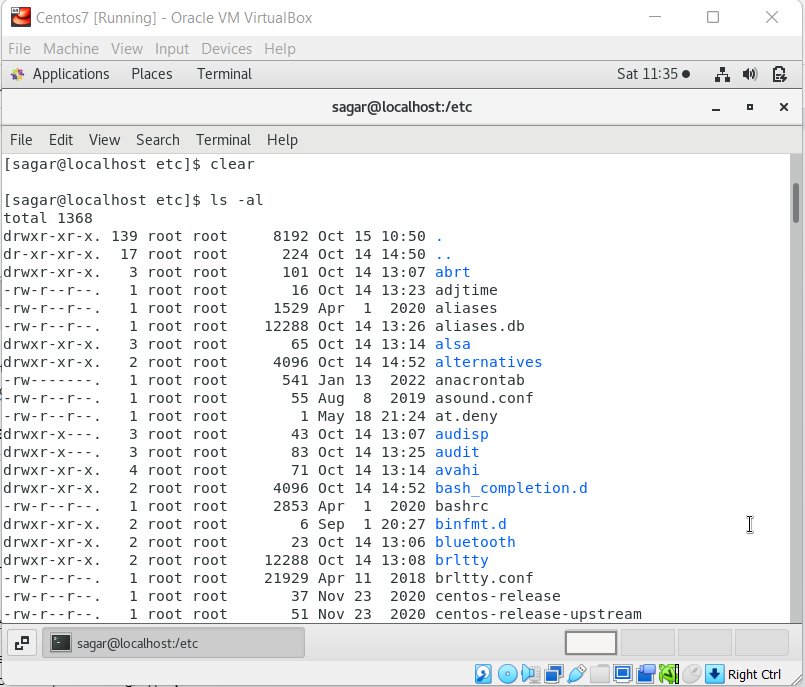 Centos7 [Running] - Oracle VM VirtualBox
File Machine View Input Devices Help
Applications Places Terminal Sat 11:35
sagar@localhost:/etc
File Edit View Search Terminal Help
[sagar@localhost etc]$ clear
[sagar@localhost etc]$ ls -al
total 1368
drwxr-xr-x. 139 root root     8192 Oct 15 10:50 .
dr-xr-xr-x.  17 root root      224 Oct 14 14:50 ..
drwxr-xr-x.   3 root root      101 Oct 14 13:07 abrt
-rw-r--r--.   1 root root       16 Oct 14 13:23 adjtime
-rw-r--r--.   1 root root     1529 Apr  1  2020 aliases
-rw-r--r--.   1 root root    12288 Oct 14 13:26 aliases.db
drwxr-xr-x.   3 root root       65 Oct 14 13:14 alsa
drwxr-xr-x.   2 root root     4096 Oct 14 14:52 alternatives
-rw-------.   1 root root      541 Jan 13  2022 anacrontab
-rw-r--r--.   1 root root       55 Aug  8  2019 asound.conf
-rw-r--r--.   1 root root        1 May 18 21:24 at.deny
drwxr-x---.   3 root root       43 Oct 14 13:07 audisp
drwxr-x---.   3 root root       83 Oct 14 13:25 audit
drwxr-xr-x.   4 root root       71 Oct 14 13:14 avahi
drwxr-xr-x.   2 root root     4096 Oct 14 14:52 bash_completion.d
-rw-r--r--.   1 root root     2853 Apr  1  2020 bashrc
drwxr-xr-x.   2 root root        6 Sep  1 20:27 binfmt.d
drwxr-xr-x.   2 root root       23 Oct 14 13:06 bluetooth
drwxr-xr-x.   2 root root    12288 Oct 14 13:08 brltty
-rw-r--r--.   1 root root    21929 Apr 11  2018 brltty.conf
-rw-r--r--.   1 root root       37 Nov 23  2020 centos-release
-rw-r--r--.   1 root root       51 Nov 23  2020 centos-release-upstream
sagar@localhost:/etc
Right Ctrl